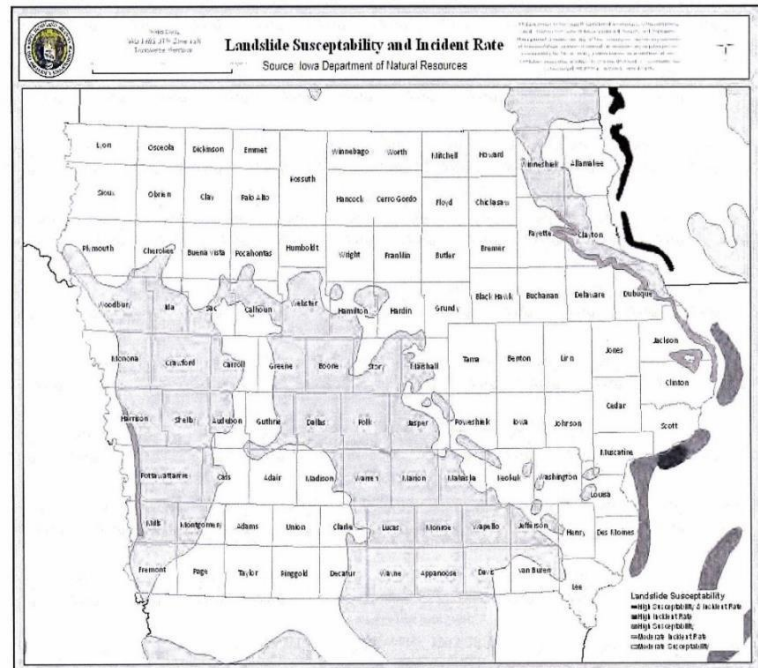 Landslide Susceptability and Incident Rate
Source: Iowa Department of Natural Resources
Lyon Osceola Dickinson Emmet Winnebago Worth Mitchell Howard Winneshiek Allamakee
Kossuth
Sioux Obrien Clay Palo Alto Hancock Cerro Gordo Floyd Chickasaw
Fayette Clayton
Plymouth Cherokee Buena vista Pocahontas Humboldt Wright Franklin Butler Bremer
Woodbury Ida Sac Calhoun Webster Hamilton Hardin Grundy Black Hawk Buchanan Delaware Dubuque
Monona Crawford Carroll Greene Boone Story Marshall Tama Benton Linn Jones Jackson
Clinton
Harrison Shelby Audubon Guthrie Dallas Polk Jasper Poweshiek Iowa Johnson Cedar
Scott
Muscatine
Pottawattamie Cass Adair Madison Warren Marion Mahaska Keokuk Washington
Louisa
Mills Montgomery Adams Union Clarke Lucas Monroe Wapello Jefferson Henry Des Moines
Fremont Page Taylor Ringgold Decatur Wayne Appanoose Davis Van Buren Lee
Landslide Susceptability
High Susceptability & Incident Rate
High Incident Rate
High Susceptability
Moderate Incident Rate
Moderate Susceptability